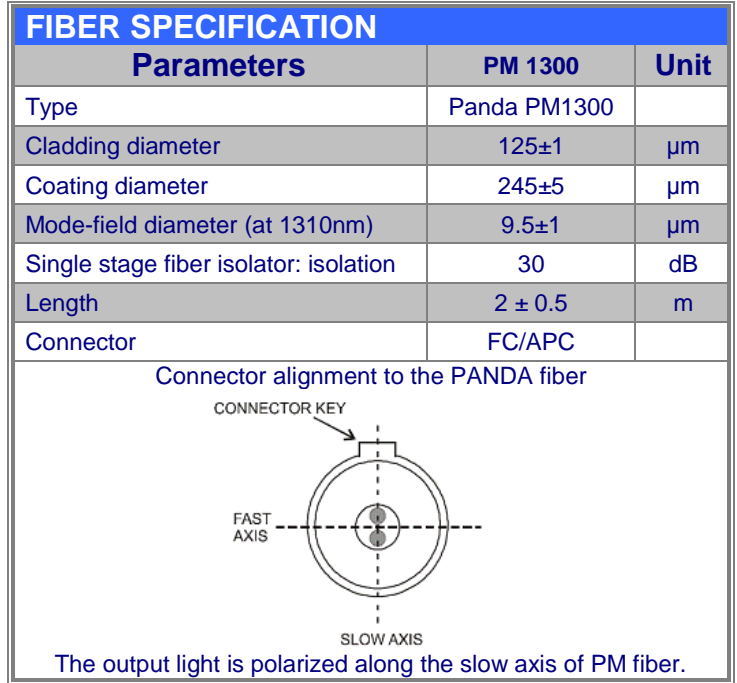 FIBER SPECIFICATION
Parameters PM 1300 Unit
Type Panda PM1300
Cladding diameter 125±1 µm
Coating diameter 245±5 µm
Mode-field diameter (at 1310nm) 9.5±1 µm
Single stage fiber isolator: isolation 30 dB
Length 2 ± 0.5 m
Connector FC/APC
Connector alignment to the PANDA fiber
CONNECTOR KEY
FAST
AXIS
SLOW AXIS
The output light is polarized along the slow axis of PM fiber.